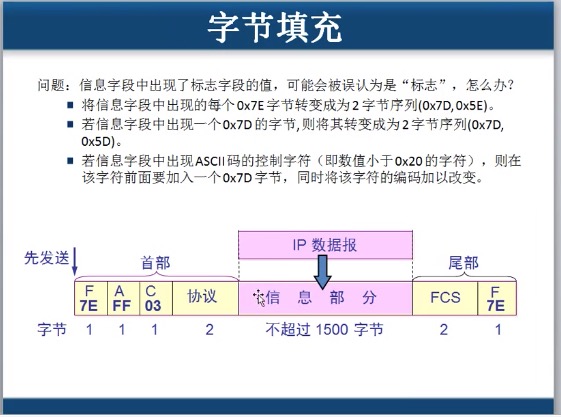 字节填充
问题：信息字段中出现了标志字段的值，可能会被误认为是“标志”，怎么办？
■ 将信息字段中出现的每个0x7E字节转变成为2字节序列(0x7D,0x5E)。
■ 若信息字段中出现一个0x7D的字节,则将其转变成为2字节序列(0x7D,
0x5D)。
■ 若信息字段中出现ASCII码的控制字符（即数值小于0x20的字符），则在
该字符前面要加入一个0x7D字节，同时将该字符的编码加以改变。
IP 数据报
先发送 首部 尾部
F A C F
7E FF 03 协议 信 息 部 分 FCS 7E
字节 1 1 1 2 不超过 1500 字节 2 1